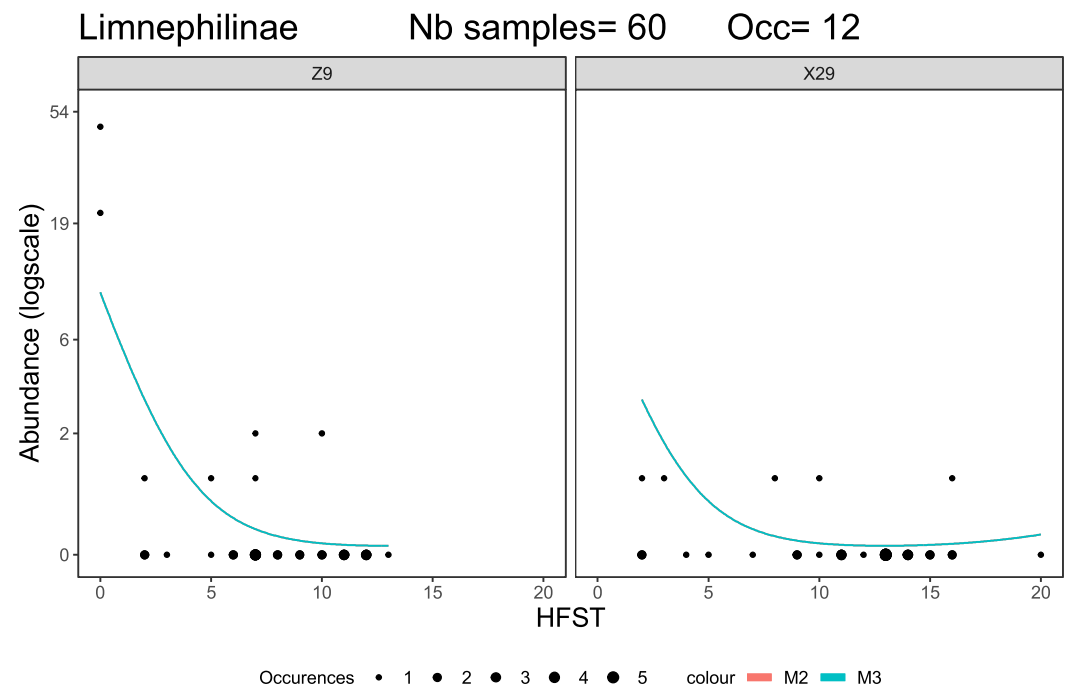 Limnephilinae Nb samples= 60 Occ= 12
Z9 X29
54
19
6
2
0
Abundance (logscale)
0 5 10 15 20 0 5 10 15 20
HFST
Occurences 1 2 3 4 5 colour M2 M3